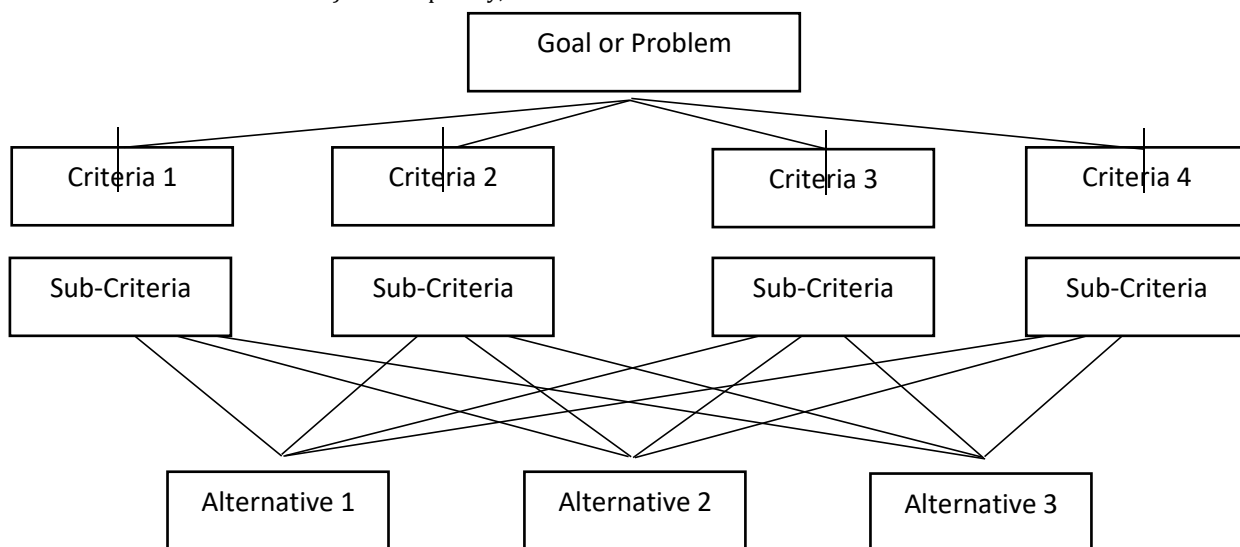 Goal or Problem
Criteria 1 Criteria 2 Criteria 3 Criteria 4
Sub-Criteria Sub-Criteria Sub-Criteria Sub-Criteria
Alternative 1 Alternative 2 Alternative 3